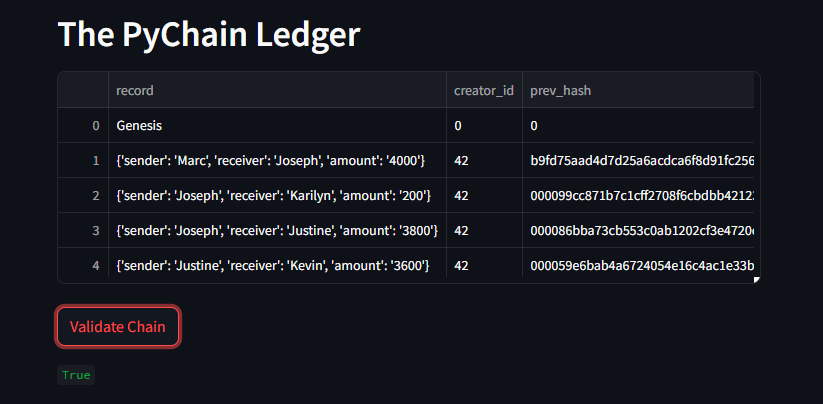 The PyChain Ledger
record creator_id prev_hash
0 Genesis 0 0
1 {'sender': 'Marc', 'receiver': 'Joseph', 'amount': '4000'} 42 b9fd75aad4d7d25a6acdca6f8d91fc256
2 {'sender': 'Joseph', 'receiver': 'Karilyn', 'amount': '200'} 42 000099cc871b7c1cff2708f6cbdbb42123
3 {'sender': 'Joseph', 'receiver': 'Justine', 'amount': '3800'} 42 000086bba73cb553c0ab1202cf3e4720
4 {'sender': 'Justine', 'receiver': 'Kevin', 'amount': '3600'} 42 000059e6bab4a6724054e16c4ac1e33b
Validate Chain
True